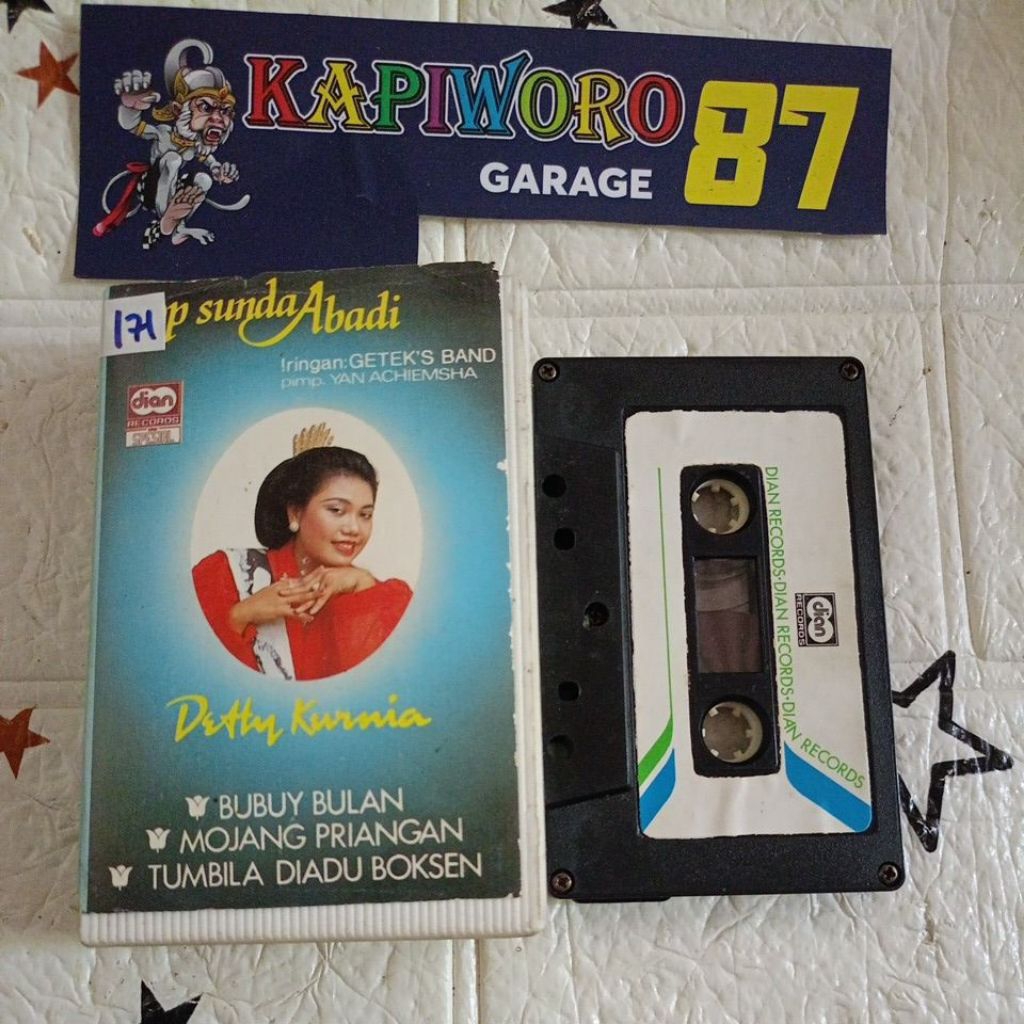 KAPIWORO 87
GARAGE
171
p sunda Abadi
Iringan: GETEK'S BAND
pimp. YAN ACHIEMSHA
dian
RECORDS
SPESIAL
Detty Kurnia
BUBUY BULAN
MOJANG PRIANGAN
TUMBILA DIADU BOKSEN
DIAN RECORDS·DIAN RECORDS·DIAN RECORDS
dian
RECORDS